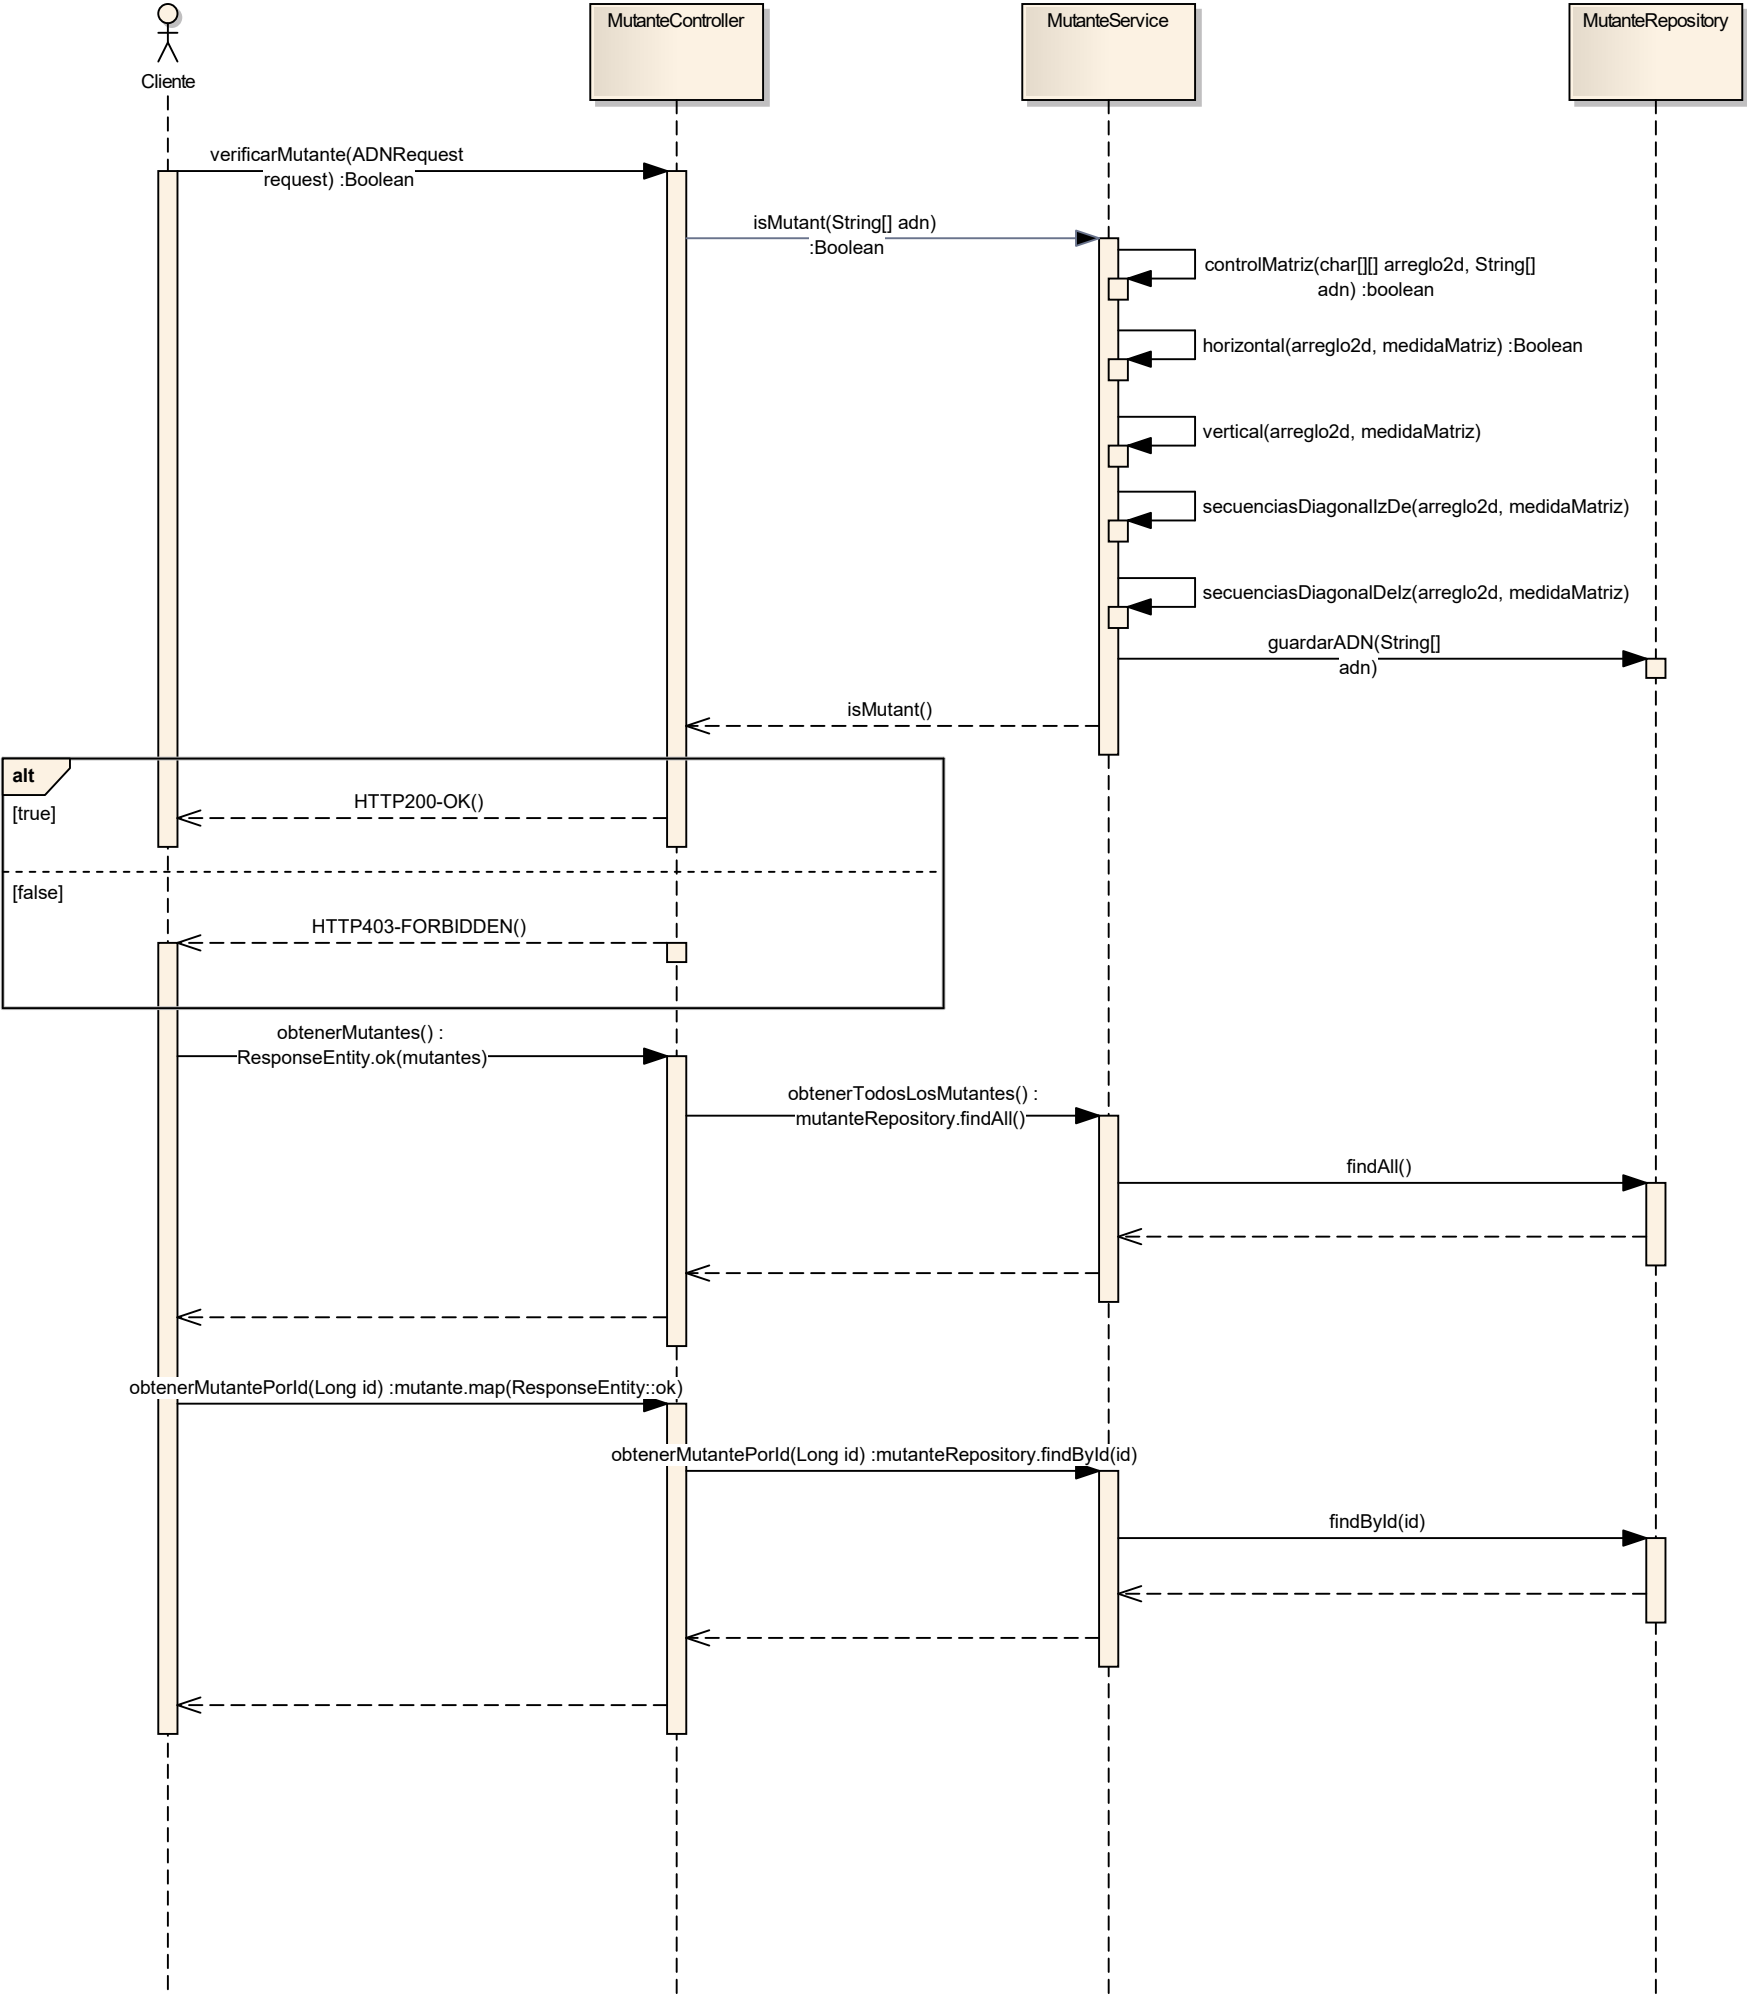 Cliente
MutanteController
MutanteService
MutanteRepository
verificarMutante(ADNRequest
request) :Boolean
isMutant(String[] adn)
:Boolean
controlMatriz(char[][] arreglo2d, String[]
adn) :boolean
horizontal(arreglo2d, medidaMatriz) :Boolean
vertical(arreglo2d, medidaMatriz)
secuenciasDiagonalIzDe(arreglo2d, medidaMatriz)
secuenciasDiagonalDeIz(arreglo2d, medidaMatriz)
guardarADN(String[]
adn)
isMutant()
alt
[true]
HTTP200-OK()
[false]
HTTP403-FORBIDDEN()
obtenerMutantes() :
ResponseEntity.ok(mutantes)
obtenerTodosLosMutantes() :
mutanteRepository.findAll()
findAll()
obtenerMutantePorId(Long id) :mutante.map(ResponseEntity::ok)
obtenerMutantePorId(Long id) :mutanteRepository.findById(id)
findById(id)